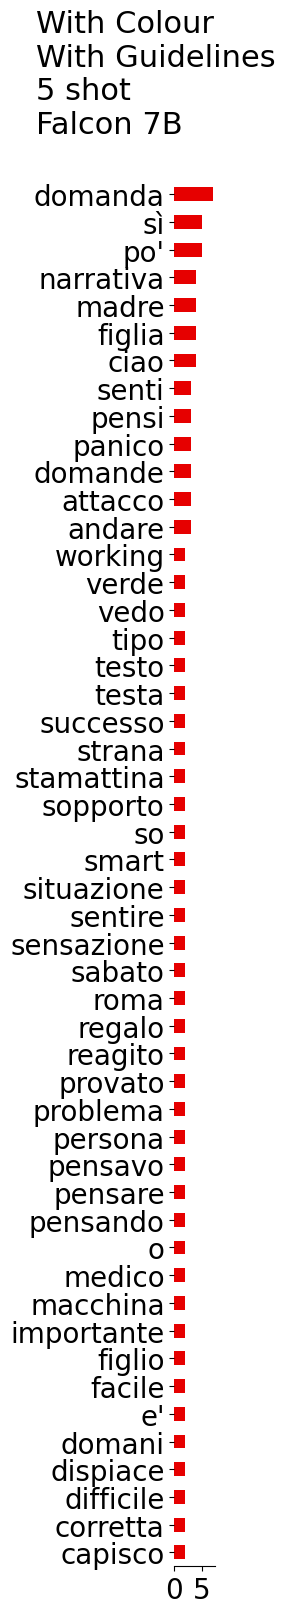 With Colour
With Guidelines
5 shot
Falcon 7B
domanda
sì
po'
narrativa
madre
figlia
ciao
senti
pensi
panico
domande
attacco
andare
working
verde
vedo
tipo
testo
testa
successo
strana
stamattina
sopporto
so
smart
situazione
sentire
sensazione
sabato
roma
regalo
reagito
provato
problema
persona
pensavo
pensare
pensando
o
medico
macchina
importante
figlio
facile
e'
domani
dispiace
difficile
corretta
capisco
0 5